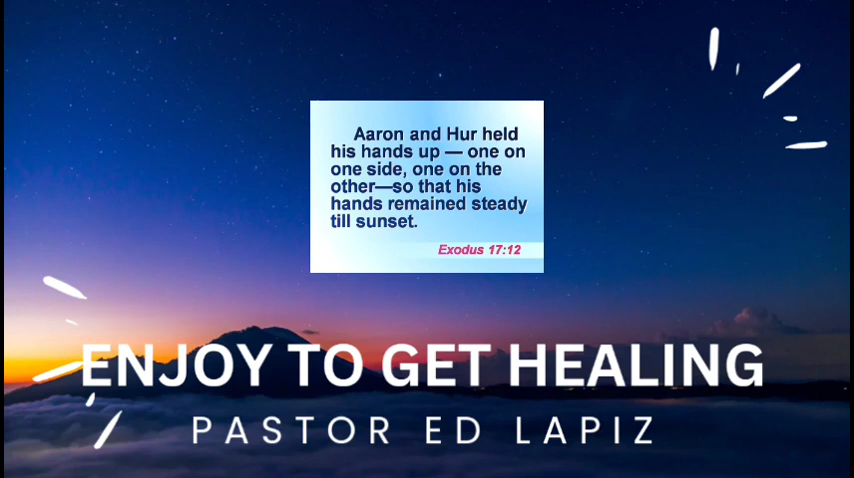 Aaron and Hur held
his hands up — one on
one side, one on the
other—so that his
hands remained steady
till sunset.
Exodus 17:12
ENJOY TO GET HEALING
PASTOR ED LAPIZ